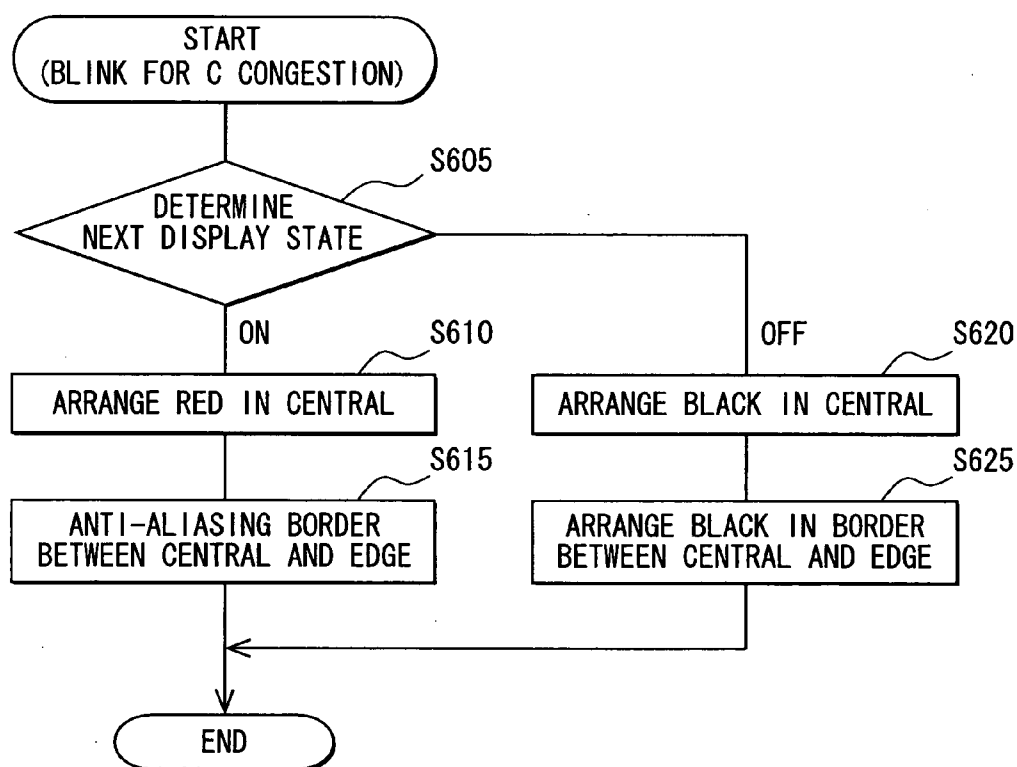 START
(BLINK FOR C CONGESTION)
S605
DETERMINE
NEXT DISPLAY STATE
ON
OFF
S610
ARRANGE RED IN CENTRAL
S620
ARRANGE BLACK IN CENTRAL
S615
ANTI-ALIASING BORDER
BETWEEN CENTRAL AND EDGE
S625
ARRANGE BLACK IN BORDER
BETWEEN CENTRAL AND EDGE
END